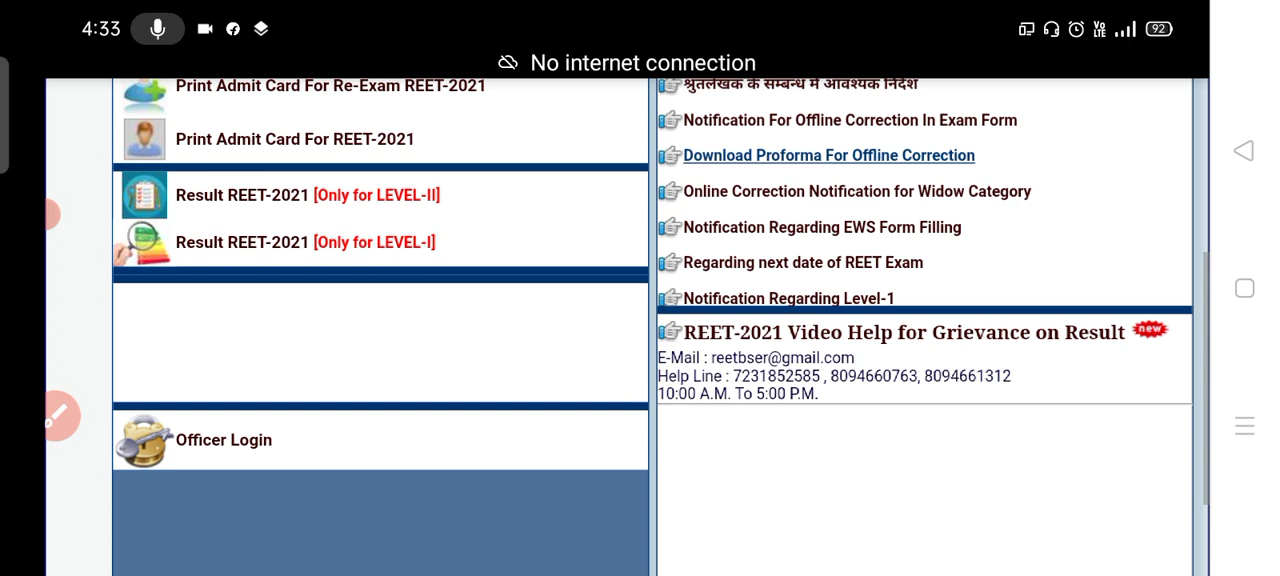 4:33
92
No internet connection
Print Admit Card For Re-Exam REET-2021
Print Admit Card For REET-2021
Result REET-2021 [Only for LEVEL-II]
Result REET-2021 [Only for LEVEL-I]
Officer Login
श्रुतलेखक के सम्बन्ध में आवश्यक निर्देश
Notification For Offline Correction In Exam Form
Download Proforma For Offline Correction
Online Correction Notification for Widow Category
Notification Regarding EWS Form Filling
Regarding next date of REET Exam
Notification Regarding Level-1
REET-2021 Video Help for Grievance on Result new
E-Mail : reetbser@gmail.com
Help Line : 7231852585 , 8094660763, 8094661312
10:00 A.M. To 5:00 P.M.